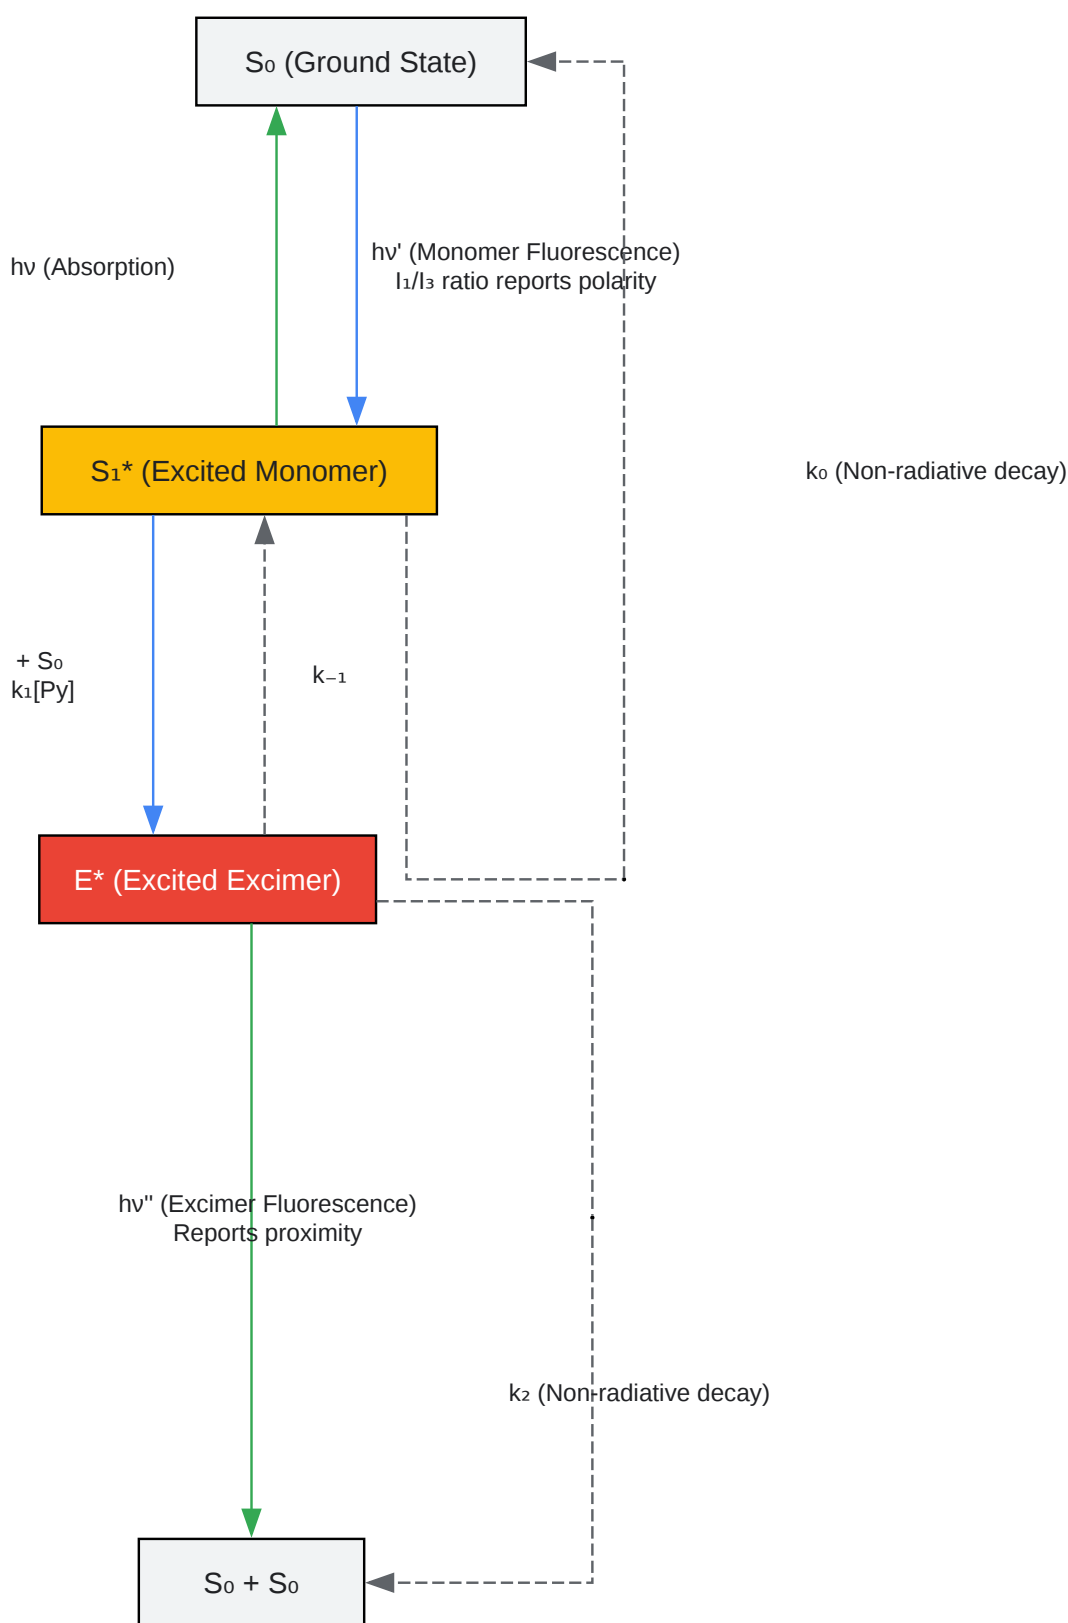 S₀ (Ground State)
hν (Absorption)
hν' (Monomer Fluorescence)
I₁/I₃ ratio reports polarity
S₁* (Excited Monomer)
k₀ (Non-radiative decay)
+ S₀
k₁[Py]
k₋₁
E* (Excited Excimer)
hν'' (Excimer Fluorescence)
Reports proximity
k₂ (Non-radiative decay)
S₀ + S₀